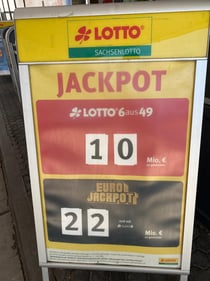 LOTTO
SACHSENLOTTO
JACKPOT
LOTTO 6aus49
10
Mio. €
EURO
JACKPOT
22
Mio. €